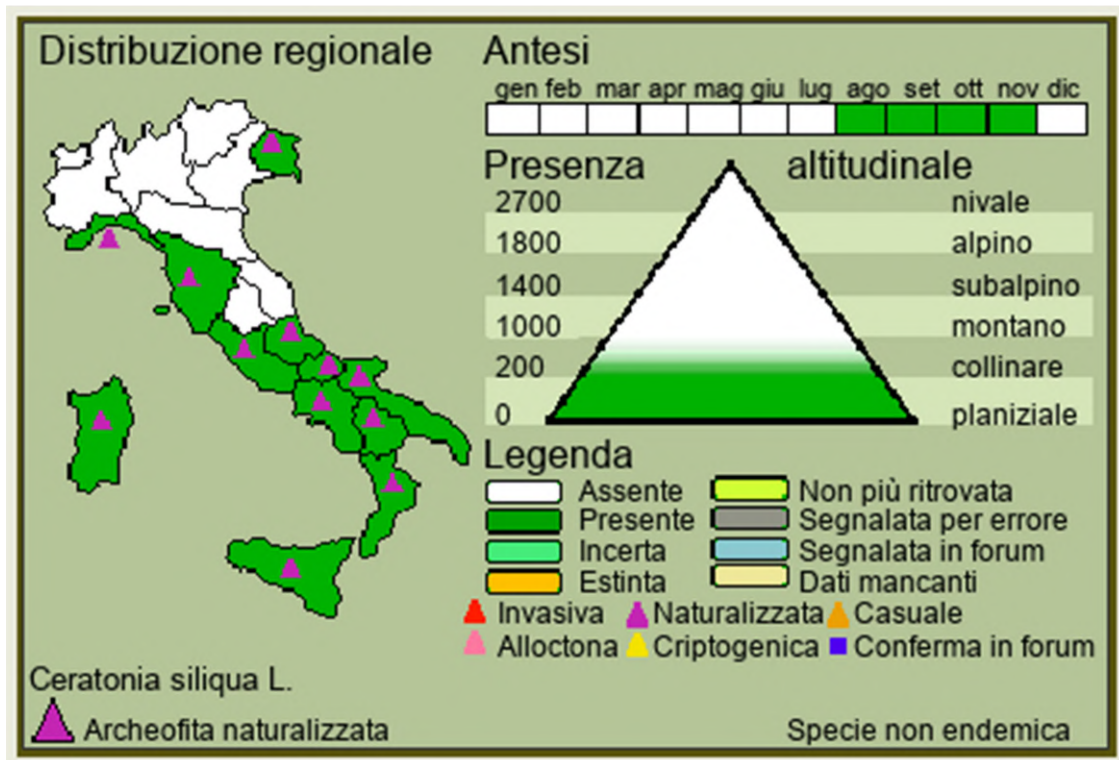 Distribuzione regionale
Antesi
gen feb mar apr mag giu lug ago set ott nov dic
Presenza altitudinale
2700 nivale
1800 alpino
1400 subalpino
1000 montano
200 collinare
0 planiziale
Legenda
Assente Non più ritrovata
Presente Segnalata per errore
Incerta Segnalata in forum
Estinta Dati mancanti
Invasiva Naturalizzata Casuale
Alloctona Criptogenica Conferma in forum
Ceratonia siliqua L.
Archeofita naturalizzata
Specie non endemica